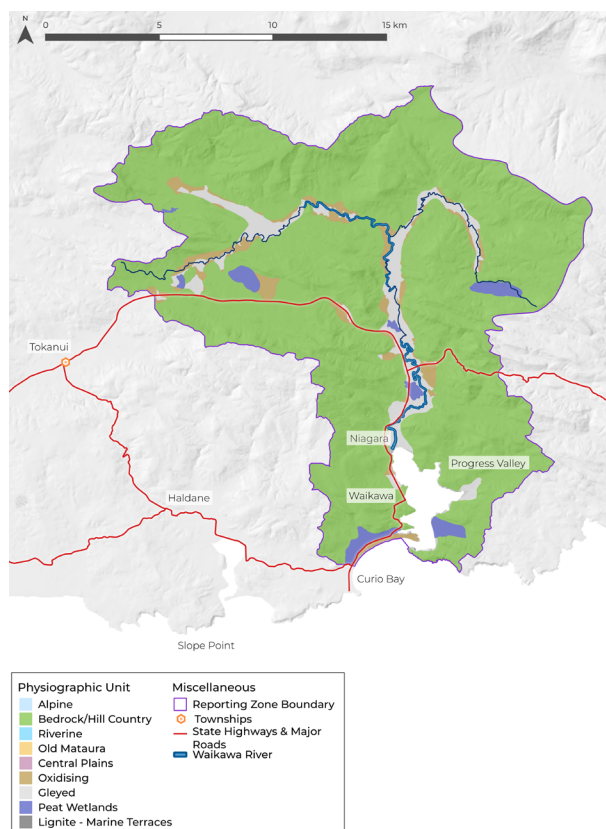 N
0 5 10 15 km
Tokanui
Niagara
Progress Valley
Waikawa
Haldane
Curio Bay
Slope Point
Physiographic Unit
Alpine
Bedrock/Hill Country
Riverine
Old Mataura
Central Plains
Oxidising
Gleyed
Peat Wetlands
Lignite - Marine Terraces
Miscellaneous
Reporting Zone Boundary
Townships
State Highways & Major
Roads
Waikawa River